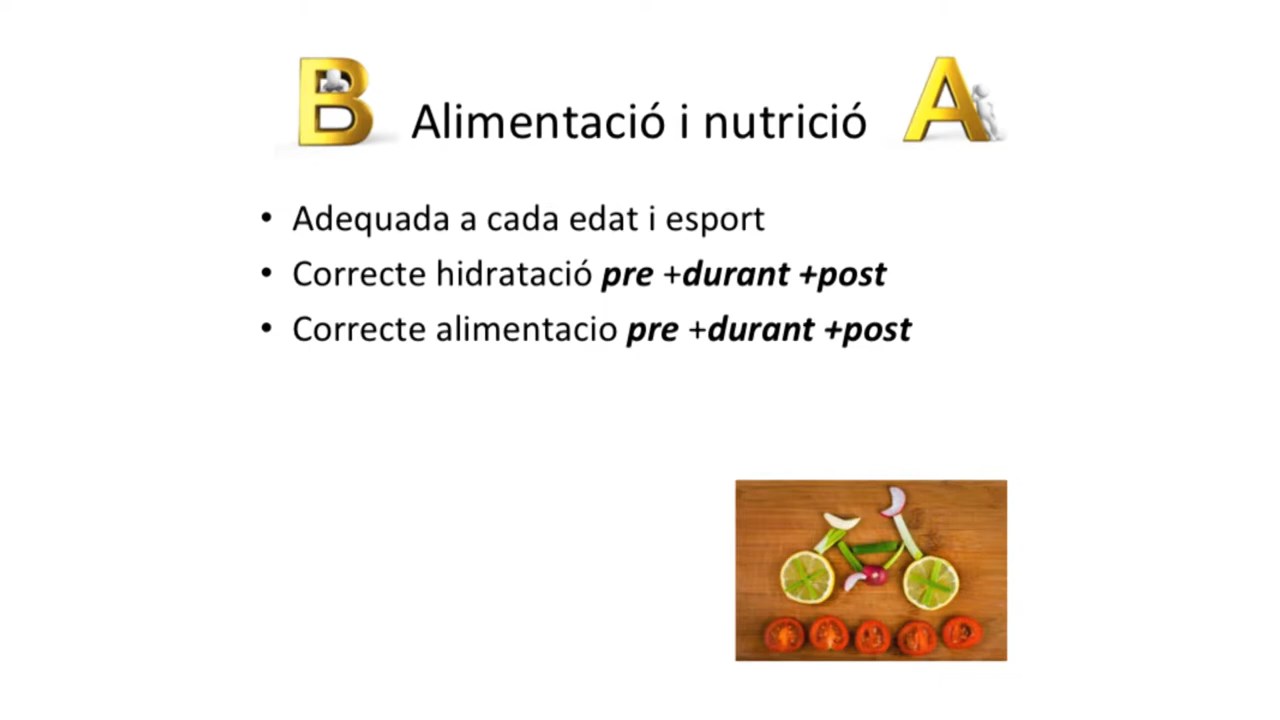 B Alimentació i nutrició A
• Adequada a cada edat i esport
• Correcte hidratació pre +durant +post
• Correcte alimentacio pre +durant +post